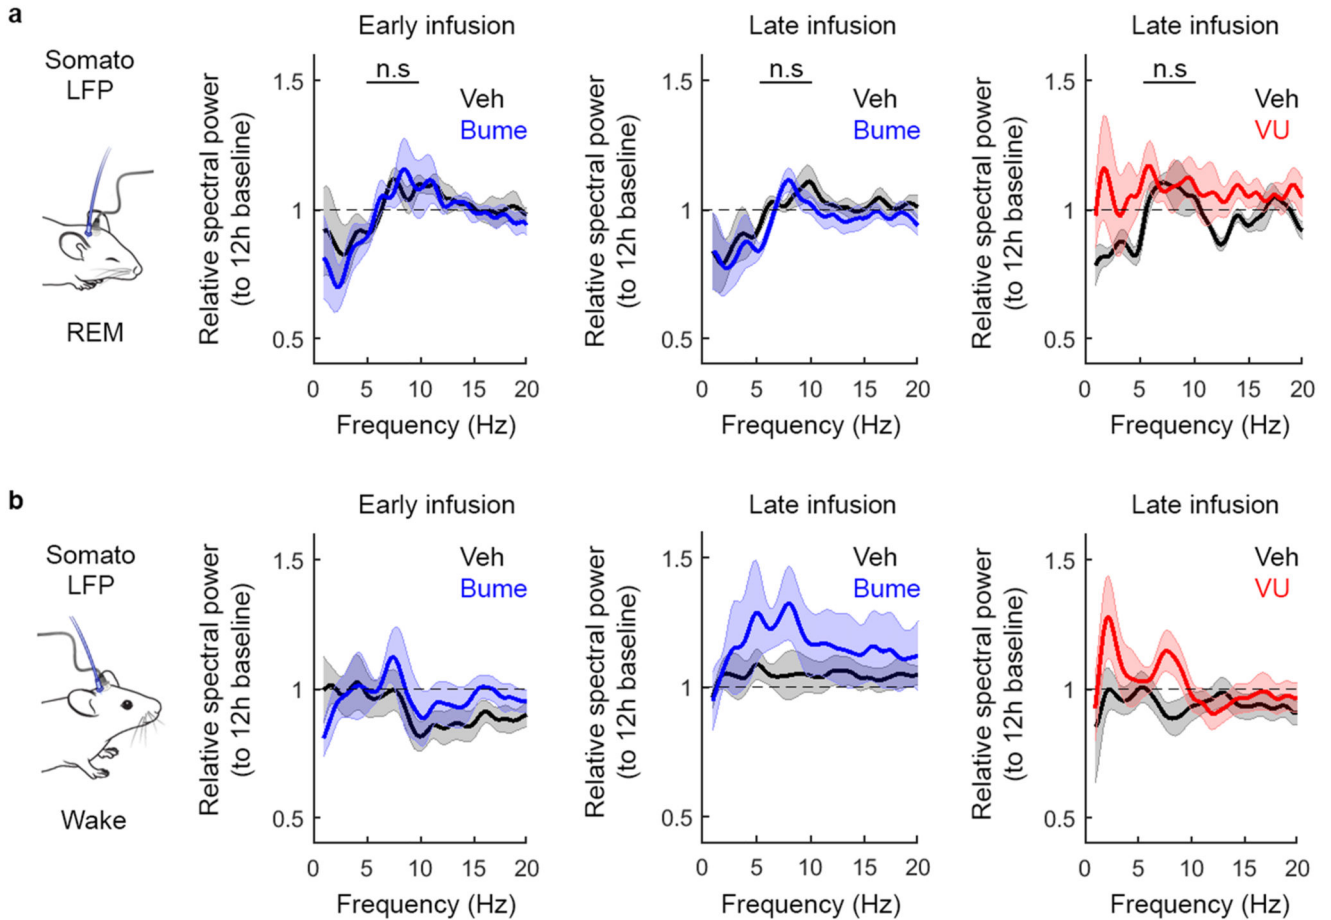 a
Somato
LFP
REM
Early infusion
Relative spectral power
(to 12h baseline)
1.5
1
0.5
n.s
Veh
Bume
0 5 10 15 20
Frequency (Hz)
Late infusion
Relative spectral power
(to 12h baseline)
1.5
1
0.5
n.s
Veh
Bume
0 5 10 15 20
Frequency (Hz)
Late infusion
Relative spectral power
(to 12h baseline)
1.5
1
0.5
n.s
Veh
VU
0 5 10 15 20
Frequency (Hz)
b
Somato
LFP
Wake
Early infusion
Relative spectral power
(to 12h baseline)
1.5
1
0.5
Veh
Bume
0 5 10 15 20
Frequency (Hz)
Late infusion
Relative spectral power
(to 12h baseline)
1.5
1
0.5
Veh
Bume
0 5 10 15 20
Frequency (Hz)
Late infusion
Relative spectral power
(to 12h baseline)
1.5
1
0.5
Veh
VU
0 5 10 15 20
Frequency (Hz)